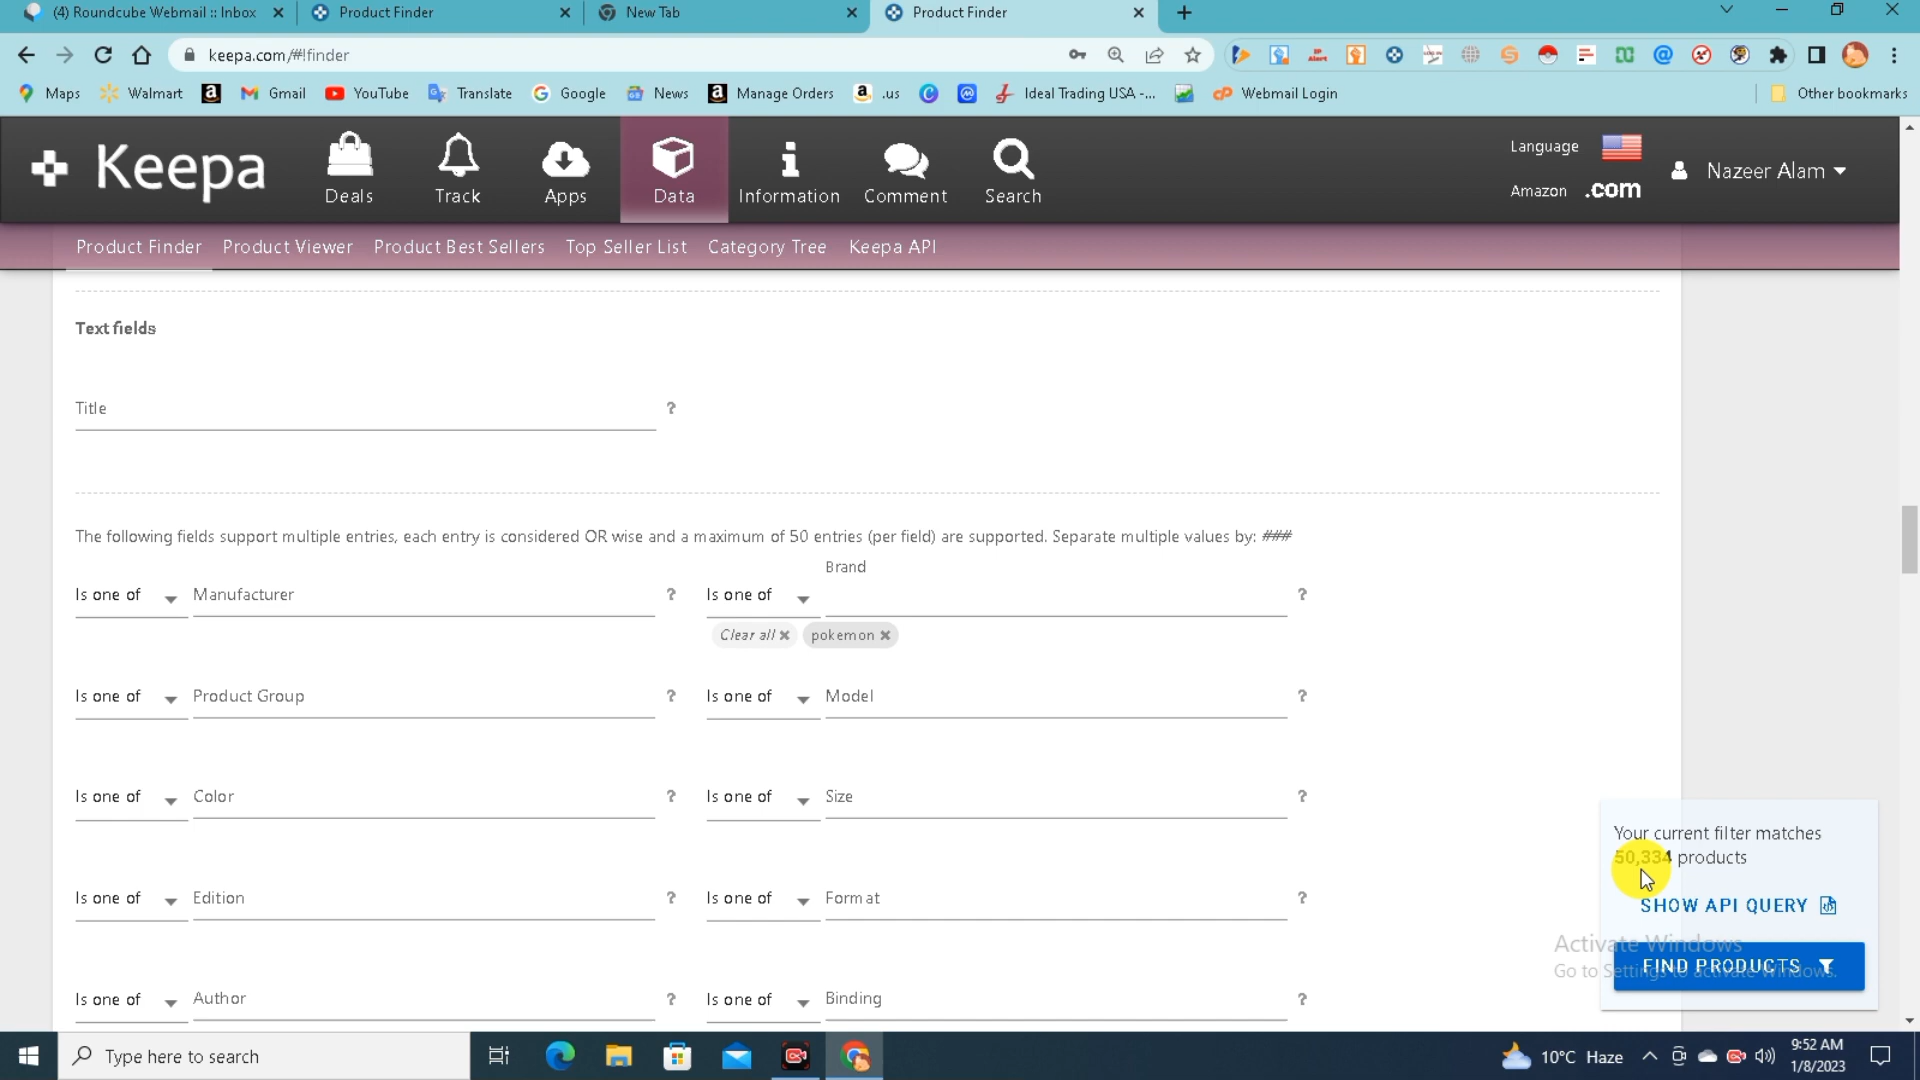 (4) Roundcube Webmail :: Inbox
Product Finder
New Tab
Product Finder
keepa.com/#!finder
Maps
Walmart
Gmail
YouTube
Translate
Google
News
Manage Orders
.us
Ideal Trading USA -...
Webmail Login
Other bookmarks
Keepa
Deals
Track
Apps
Data
Information
Comment
Search
Language
Amazon .com
Nazeer Alam
Product Finder Product Viewer Product Best Sellers Top Seller List Category Tree Keepa API
Text fields
Title ?
The following fields support multiple entries, each entry is considered OR wise and a maximum of 50 entries (per field) are supported. Separate multiple values by: ###
Brand
Is one of Manufacturer ? Is one of ?
Clear all × pokemon ×
Is one of Product Group ? Is one of Model ?
Is one of Color ? Is one of Size ?
Is one of Edition ? Is one of Format ?
Is one of Author ? Is one of Binding ?
Your current filter matches
50,334 products
SHOW API QUERY
Activate Windows
Go to Settings to activate Windows.
FIND PRODUCTS
Type here to search
10°C Haze
9:52 AM
1/8/2023